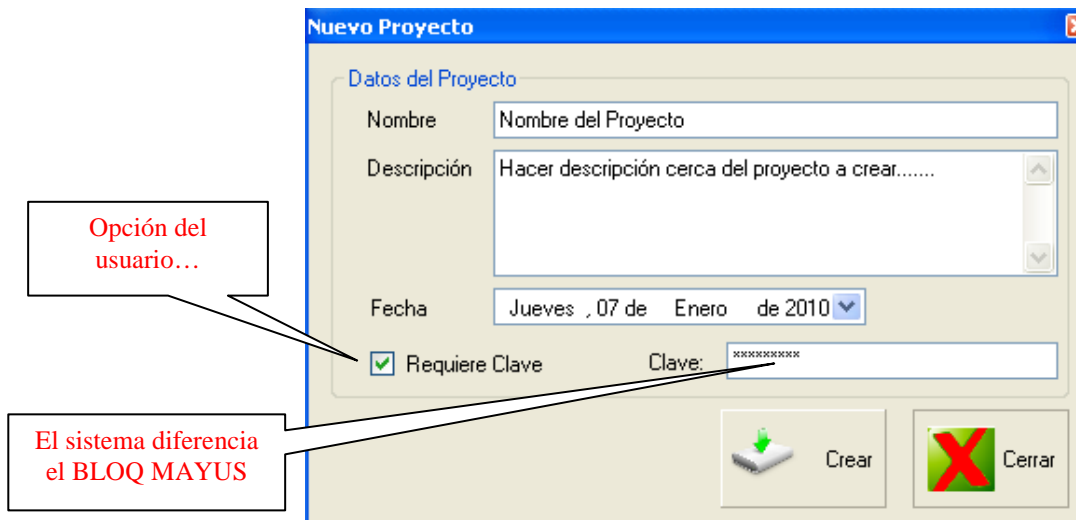 Nuevo Proyecto
Datos del Proyecto
Nombre
Nombre del Proyecto
Descripción
Hacer descripción cerca del proyecto a crear.......
Opción del
usuario…
Fecha
Jueves , 07 de Enero de 2010
Requiere Clave
Clave:
×××××××××
El sistema diferencia
el BLOQ MAYUS
Crear
Cerrar